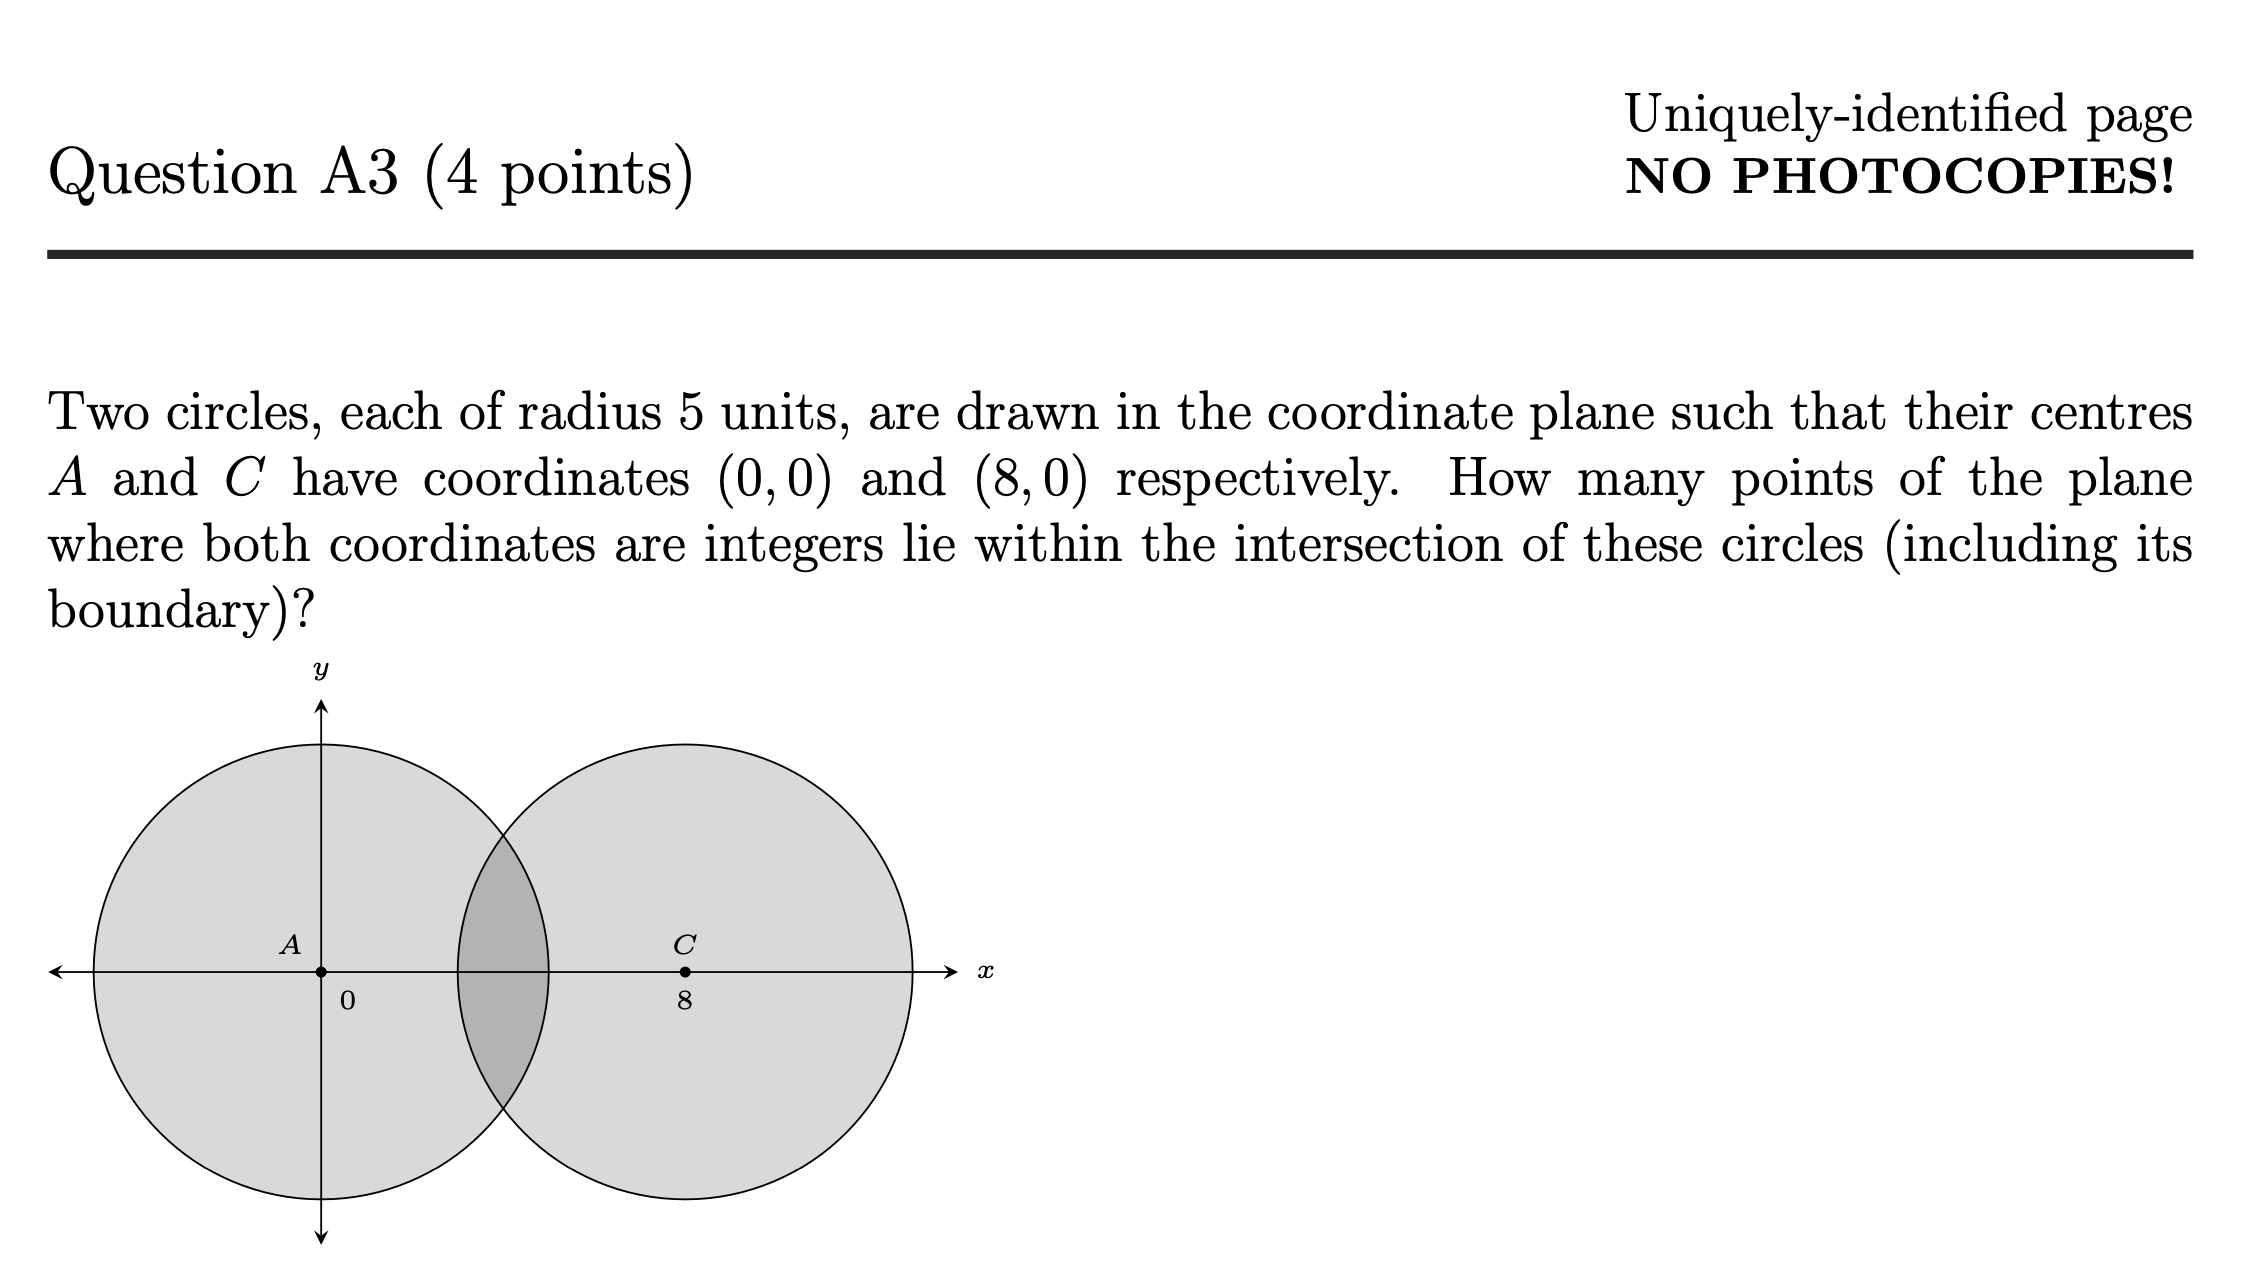 Uniquely-identified page
Question A3 (4 points)
NO PHOTOCOPIES!
Two circles, each of radius 5 units, are drawn in the coordinate plane such that their centres
A and C have coordinates (0, 0) and (8, 0) respectively. How many points of the plane
where both coordinates are integers lie within the intersection of these circles (including its
boundary)?
y
A
C
x
0
8